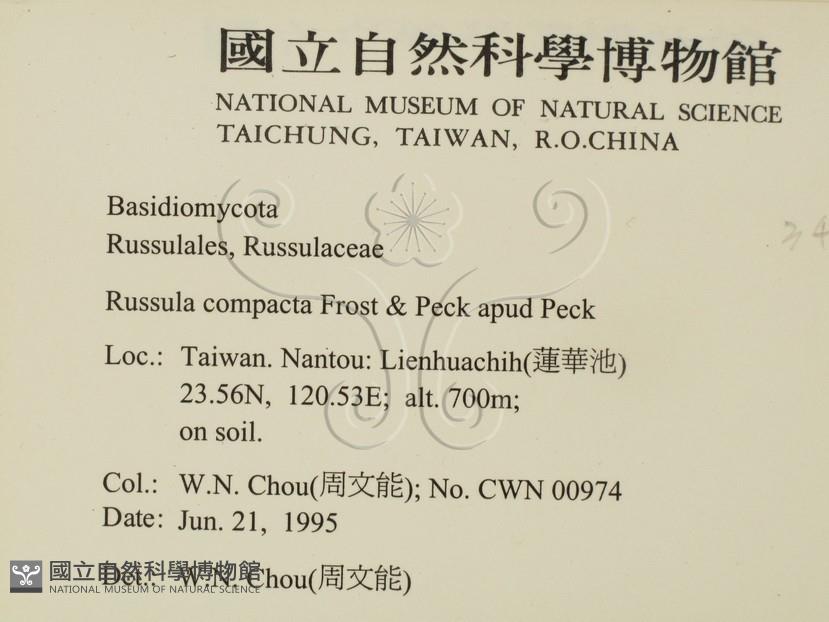 國立自然科學博物館
NATIONAL MUSEUM OF NATURAL SCIENCE
TAICHUNG, TAIWAN, R.O.CHINA
Basidiomycota
Russulales, Russulaceae
34
Russula compacta Frost & Peck apud Peck
Loc.: Taiwan. Nantou: Lienhuachih(蓮華池)
23.56N, 120.53E; alt. 700m;
on soil.
Col.: W.N. Chou(周文能); No. CWN 00974
Date: Jun. 21, 1995
Det.: W.N. Chou(周文能)
國立自然科學博物館
NATIONAL MUSEUM OF NATURAL SCIENCE